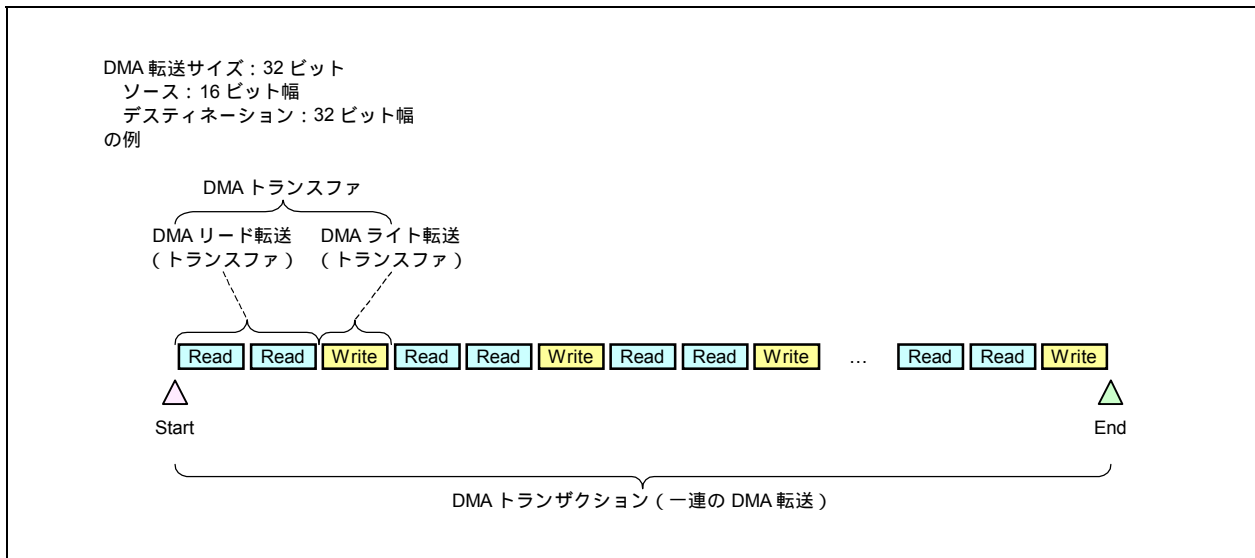 DMA 転送サイズ：32 ビット
ソース：16 ビット幅
デスティネーション：32 ビット幅
の例
DMA トランスファ
DMA リード転送
（トランスファ）
DMA ライト転送
（トランスファ）
Read Read Write Read Read Write Read Read Write … Read Read Write
Start
End
DMA トランザクション（一連の DMA 転送）